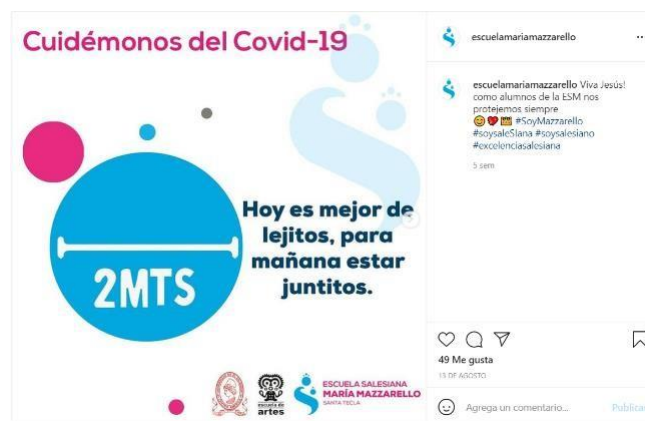 Cuidémonos del Covid-19
2MTS
Hoy es mejor de
lejitos, para
mañana estar
juntitos.
escuela de
artes
ESCUELA SALESIANA
MARÍA MAZZARELLO
SANTA TECLA
escuelamariamazzarello
escuelamariamazzarello Viva Jesús!
como alumnos de la ESM nos
protejemos siempre
#SoyMazzarello
#soysaleSIana #soysalesiano
#excelenciasalesiana
5 sem
49 Me gusta
13 DE AGOSTO
Agrega un comentario...
Publicar